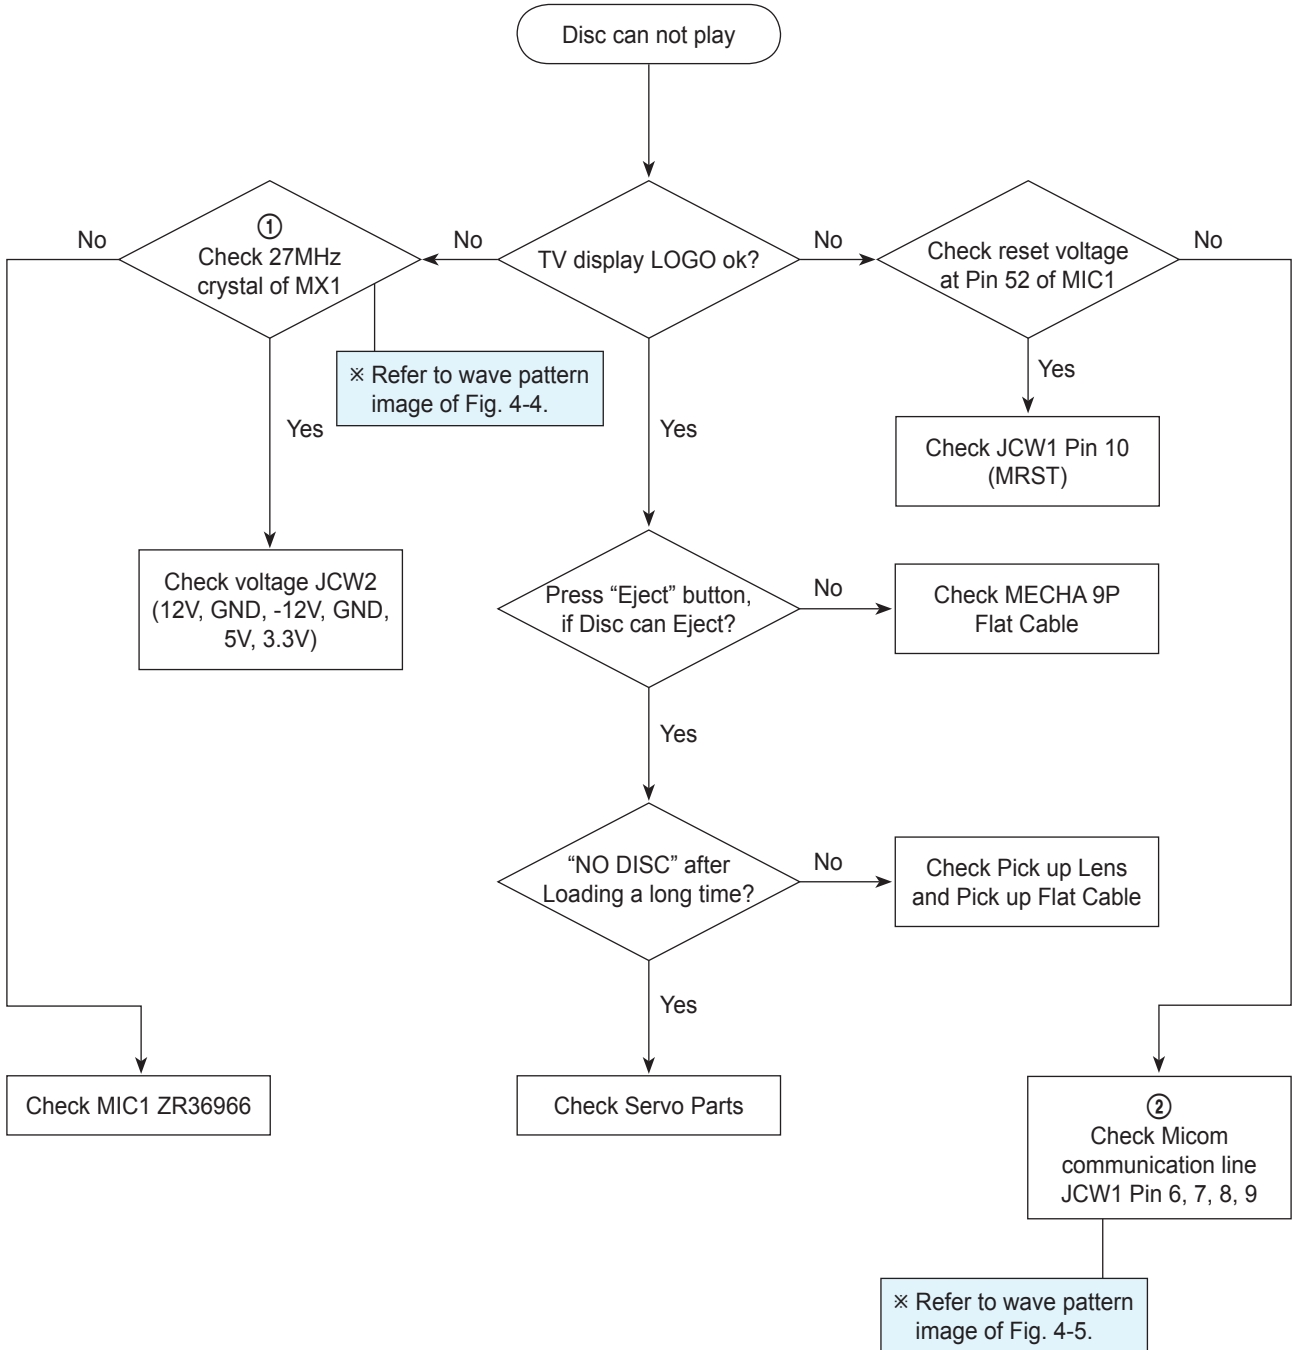 Disc can not play
No
①
Check 27MHz
crystal of MX1
No
TV display LOGO ok?
No
Check reset voltage
at Pin 52 of MIC1
No
※ Refer to wave pattern
image of Fig. 4-4.
Yes
Yes
Yes
Check JCW1 Pin 10
(MRST)
Check voltage JCW2
(12V, GND, -12V, GND,
5V, 3.3V)
Press “Eject” button,
if Disc can Eject?
No
Check MECHA 9P
Flat Cable
Yes
“NO DISC” after
Loading a long time?
No
Check Pick up Lens
and Pick up Flat Cable
Yes
Check MIC1 ZR36966
Check Servo Parts
②
Check Micom
communication line
JCW1 Pin 6, 7, 8, 9
※ Refer to wave pattern
image of Fig. 4-5.